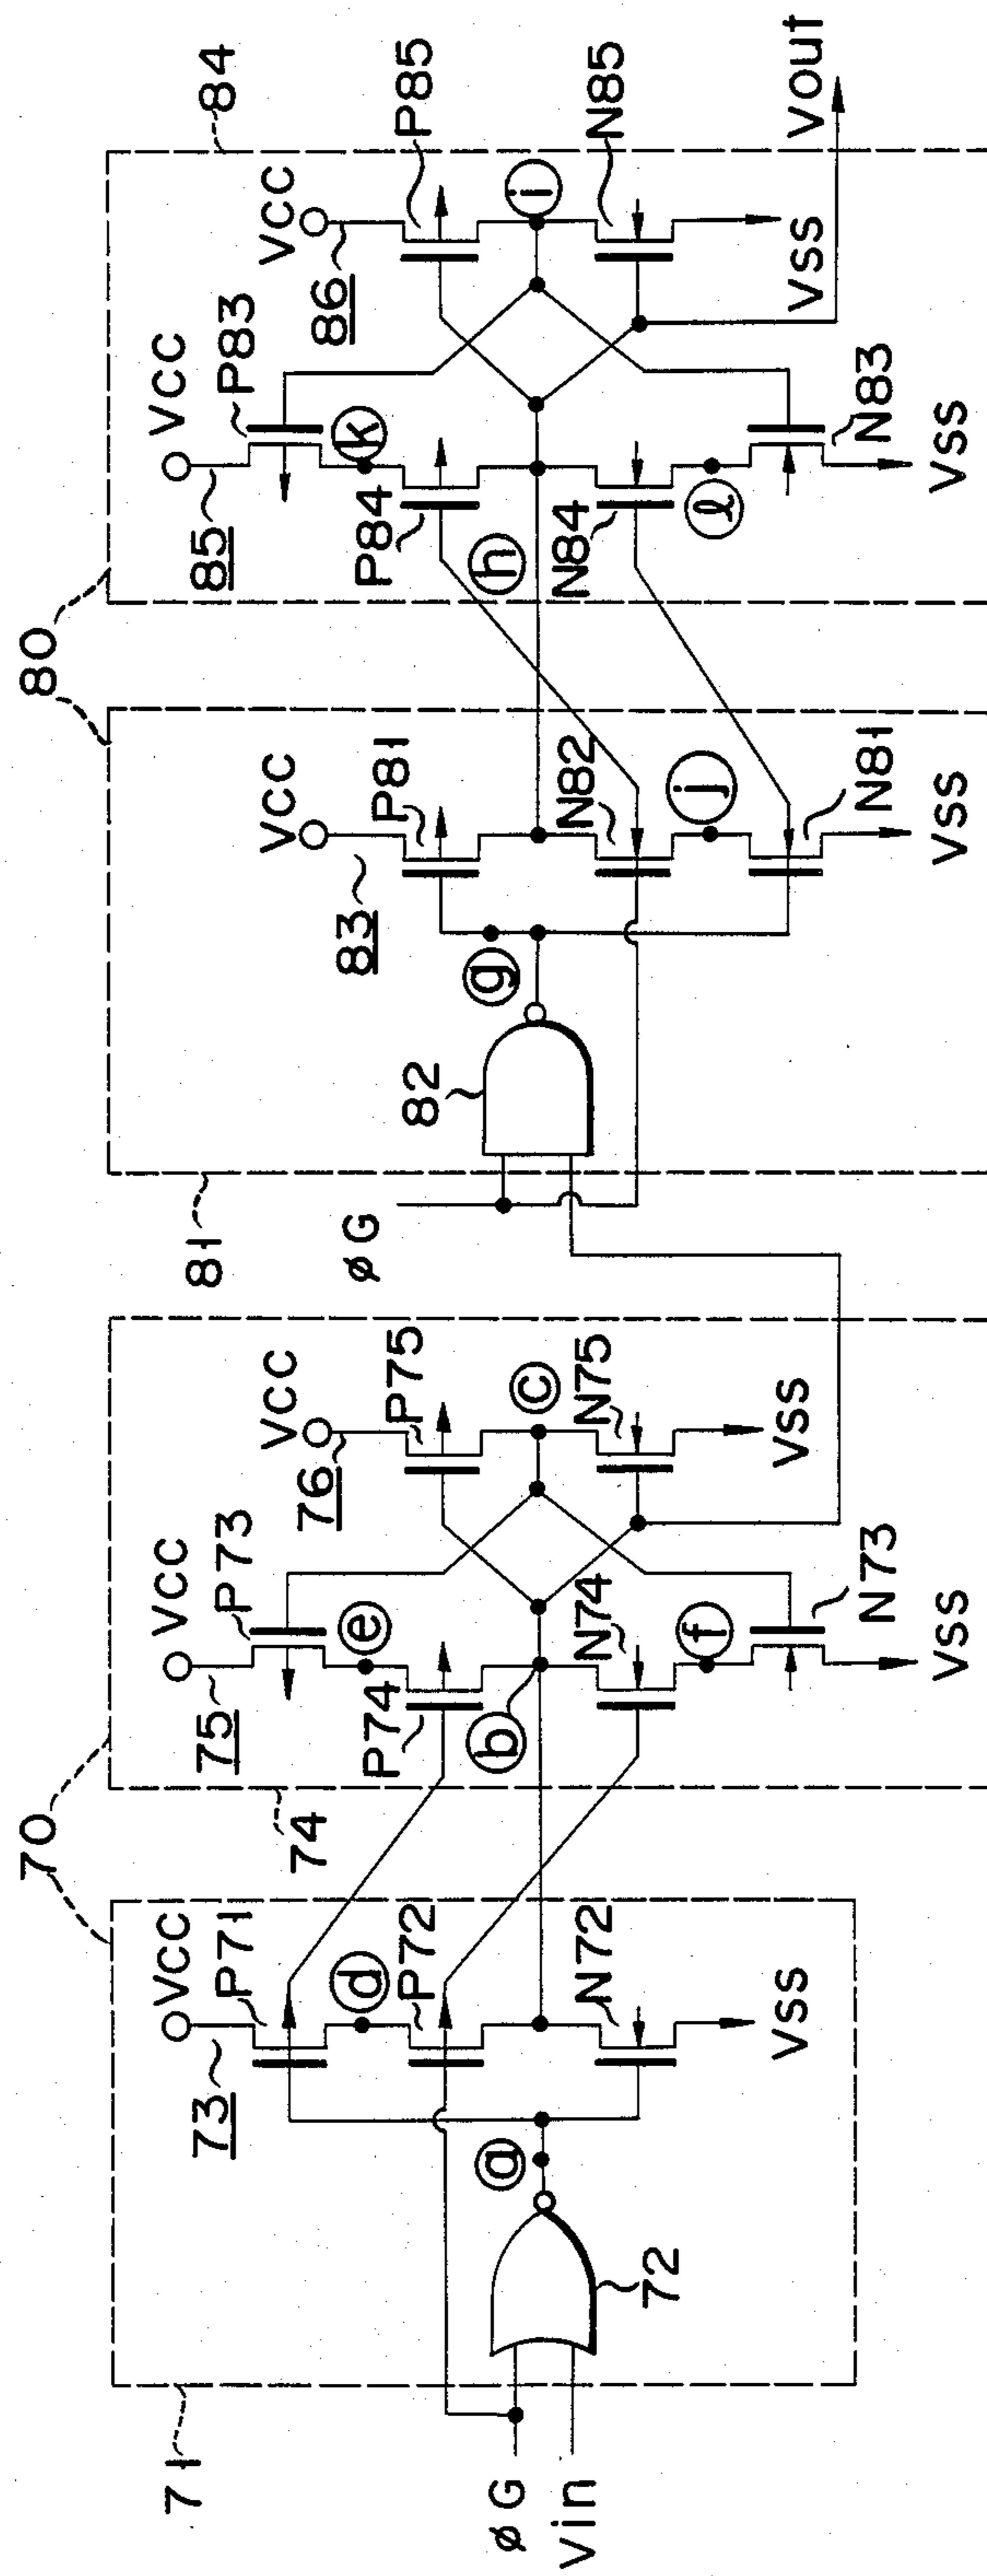 70
80
71
74
81
84
øG
Vin
72
ⓐ
73
VCC
P71
ⓓ
P72
N72
VSS
75
VCC
P73
ⓔ
P74
ⓑ
N74
ⓕ
N73
VSS
76
VCC
P75
ⓒ
N75
VSS
øG
82
ⓖ
83
VCC
P81
N82
ⓙ
N81
VSS
85
VCC
P83
ⓚ
P84
ⓗ
N84
ⓛ
N83
VSS
86
VCC
P85
ⓘ
N85
VSS
Vout